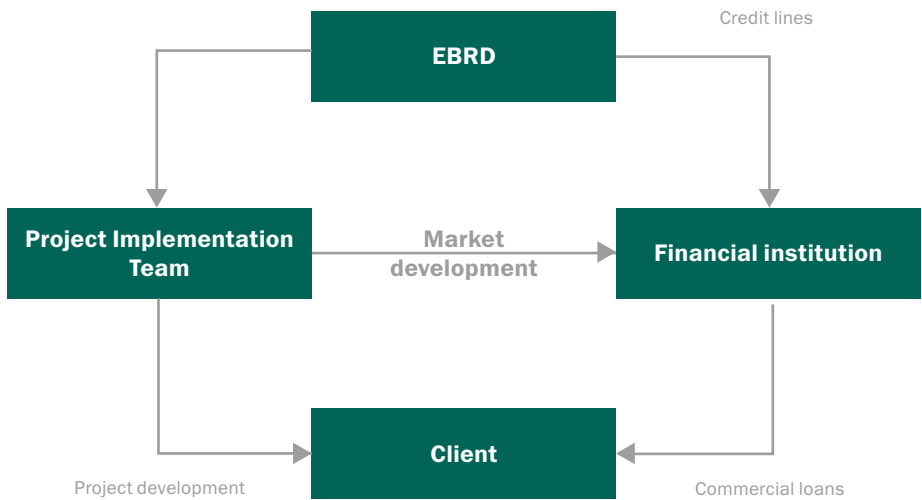 Credit lines
EBRD
Project Implementation
Team
Market
development
Financial institution
Client
Project development
Commercial loans